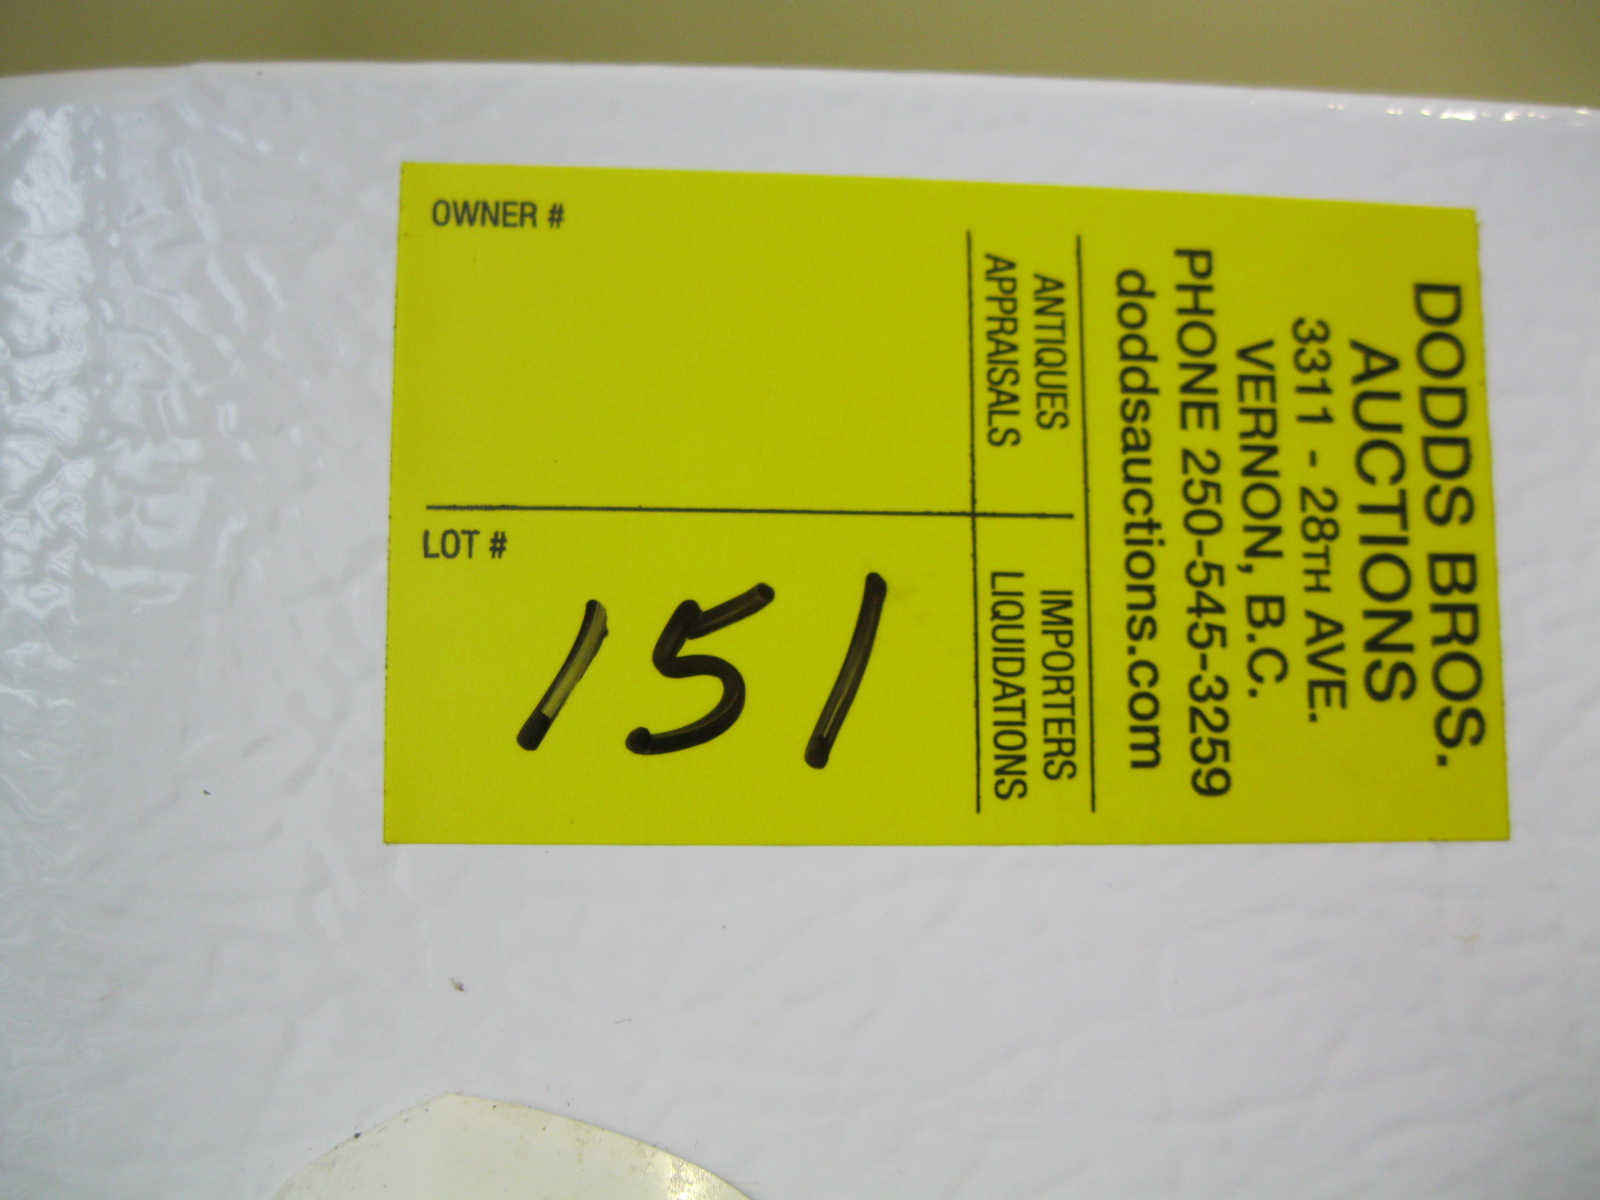 DODDS BROS.
AUCTIONS
3311 - 28TH AVE.
VERNON, B.C.
PHONE 250-545-3259
doddsauctions.com
ANTIQUES
APPRAISALS
IMPORTERS
LIQUIDATIONS
OWNER #
LOT #
151